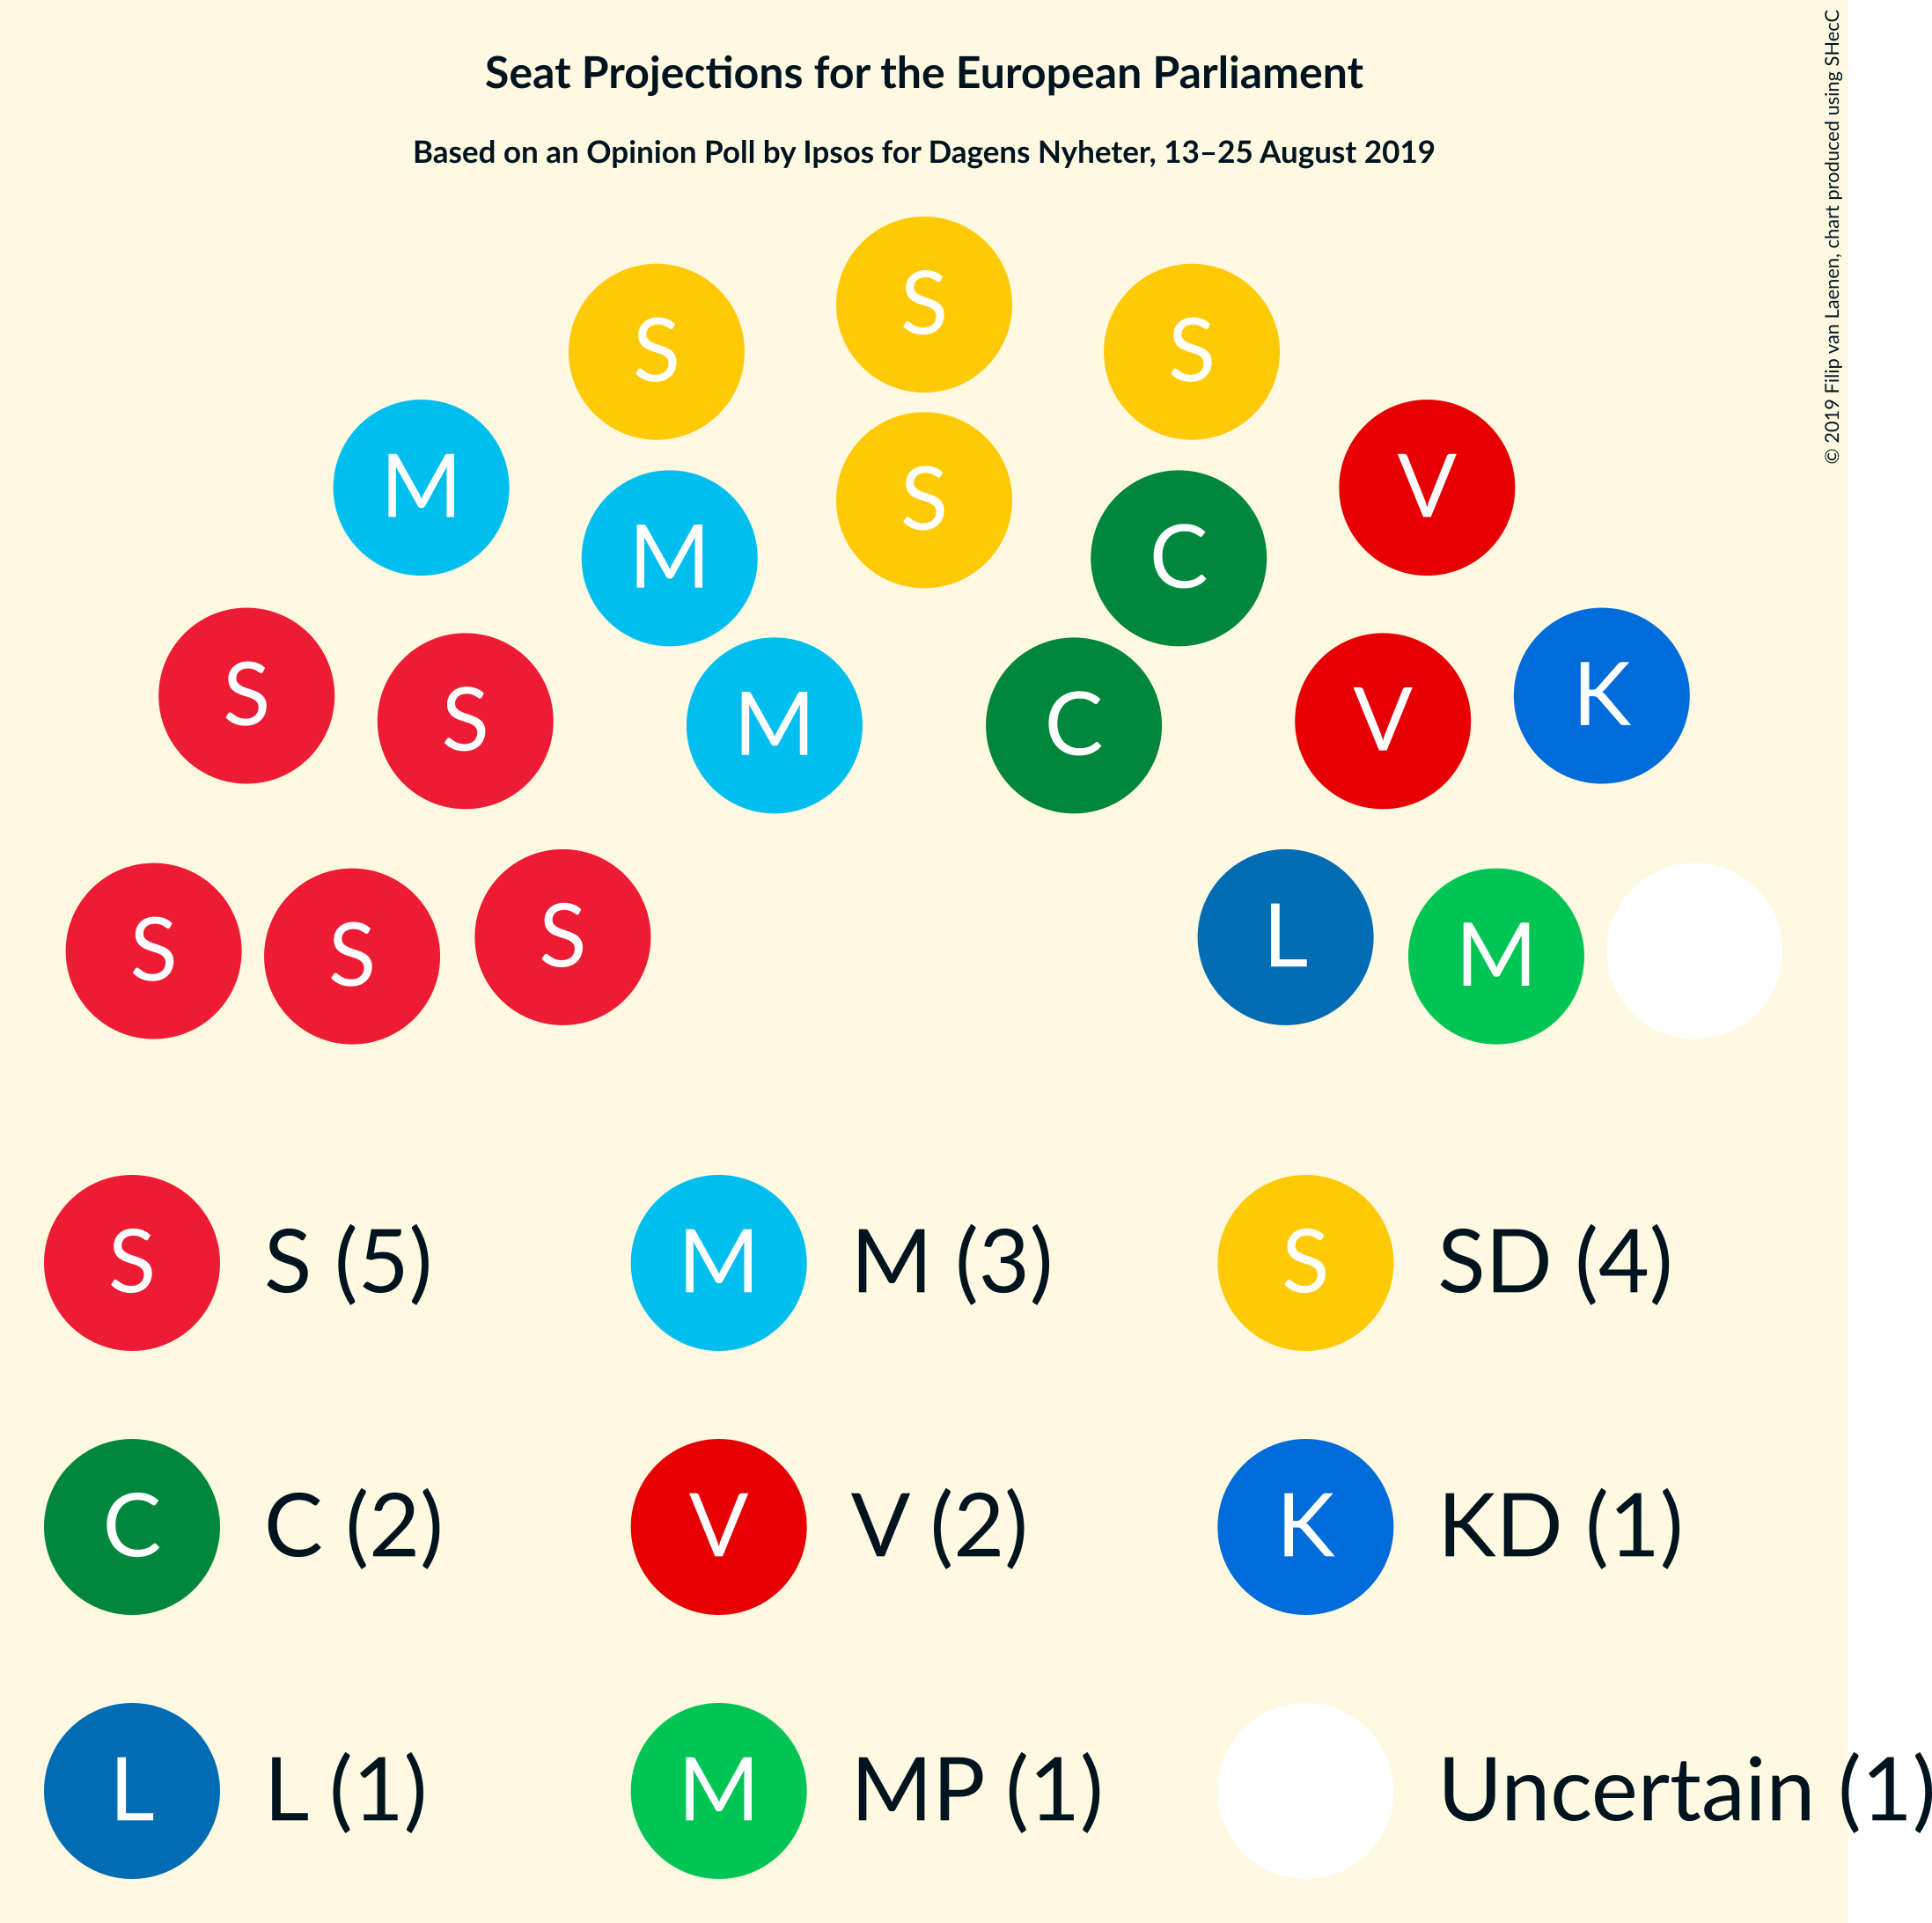 Seat Projections for the European Parliament
Based on an Opinion Poll by Ipsos for Dagens Nyheter, 13–25 August 2019
© 2019 Filip van Laenen, chart produced using SHecC
S
S S
M V
S
M C
S K
S V
M C
S L
S M
S
S S (5) M M (3) S SD (4)
C C (2) V V (2) K KD (1)
L L (1) M MP (1) Uncertain (1)